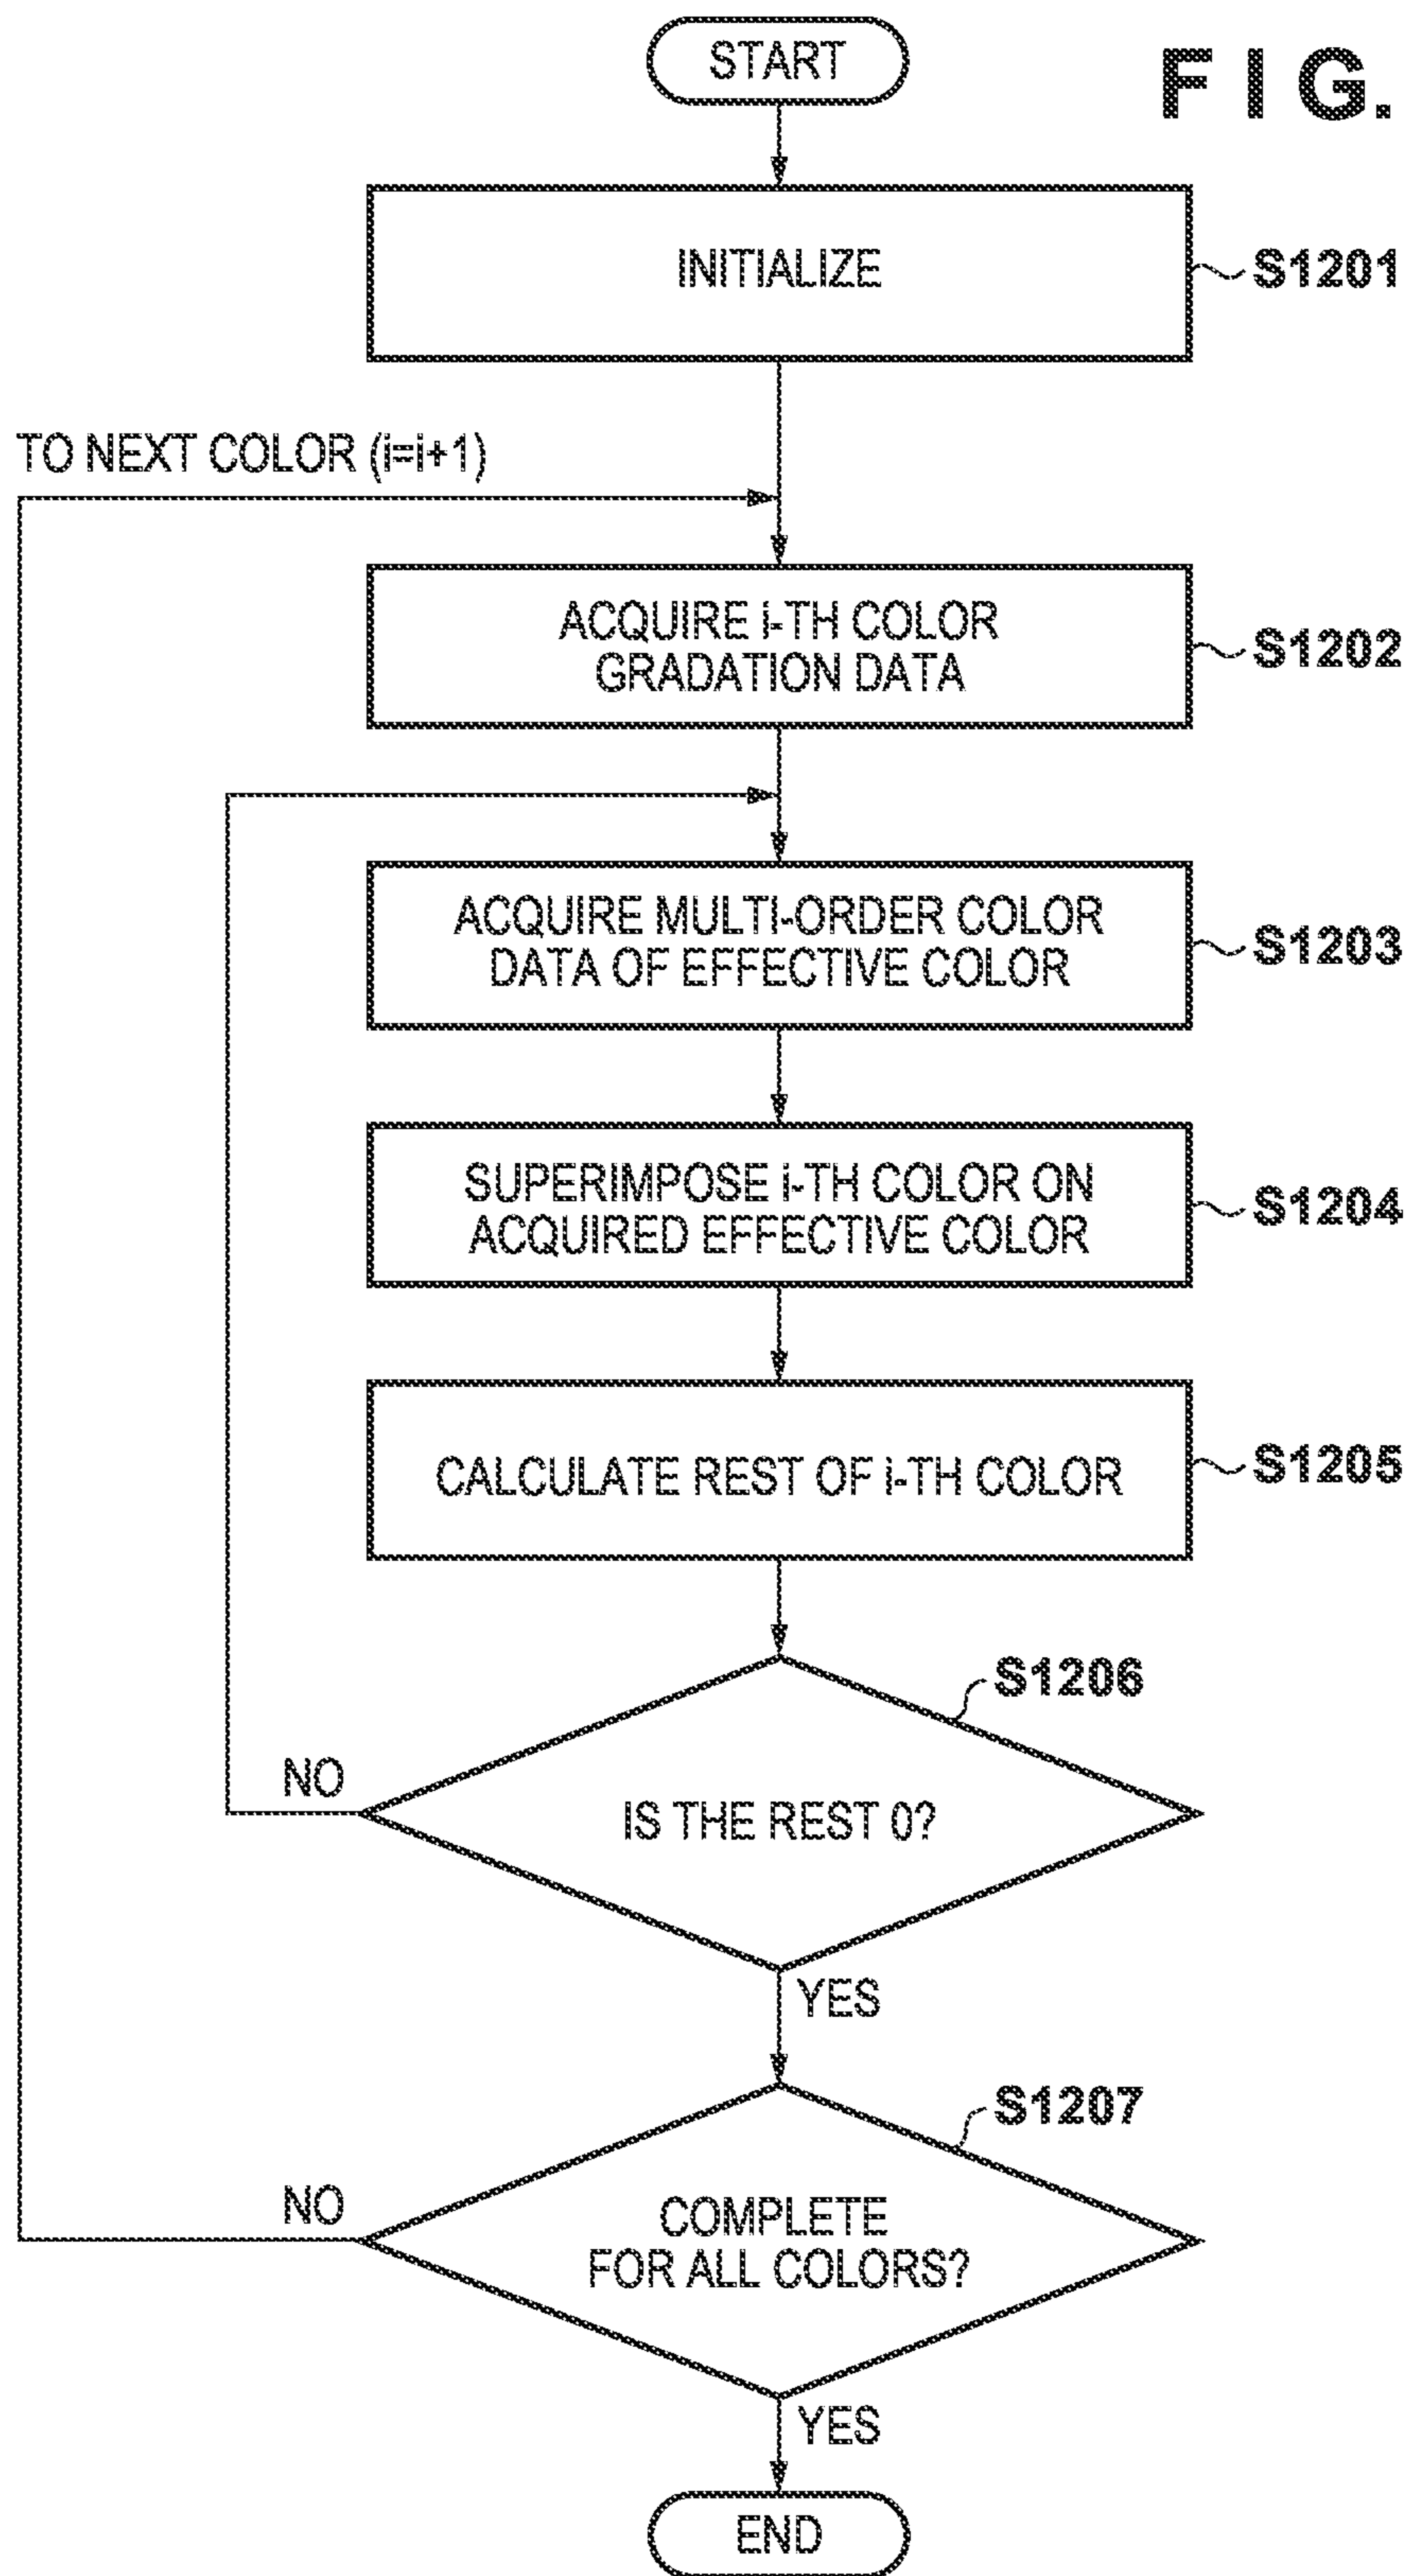 START
F I G.
INITIALIZE
S1201
TO NEXT COLOR (i=i+1)
ACQUIRE i-TH COLOR
GRADATION DATA
S1202
ACQUIRE MULTI-ORDER COLOR
DATA OF EFFECTIVE COLOR
S1203
SUPERIMPOSE i-TH COLOR ON
ACQUIRED EFFECTIVE COLOR
S1204
CALCULATE REST OF i-TH COLOR
S1205
S1206
NO
IS THE REST 0?
YES
S1207
NO
COMPLETE
FOR ALL COLORS?
YES
END